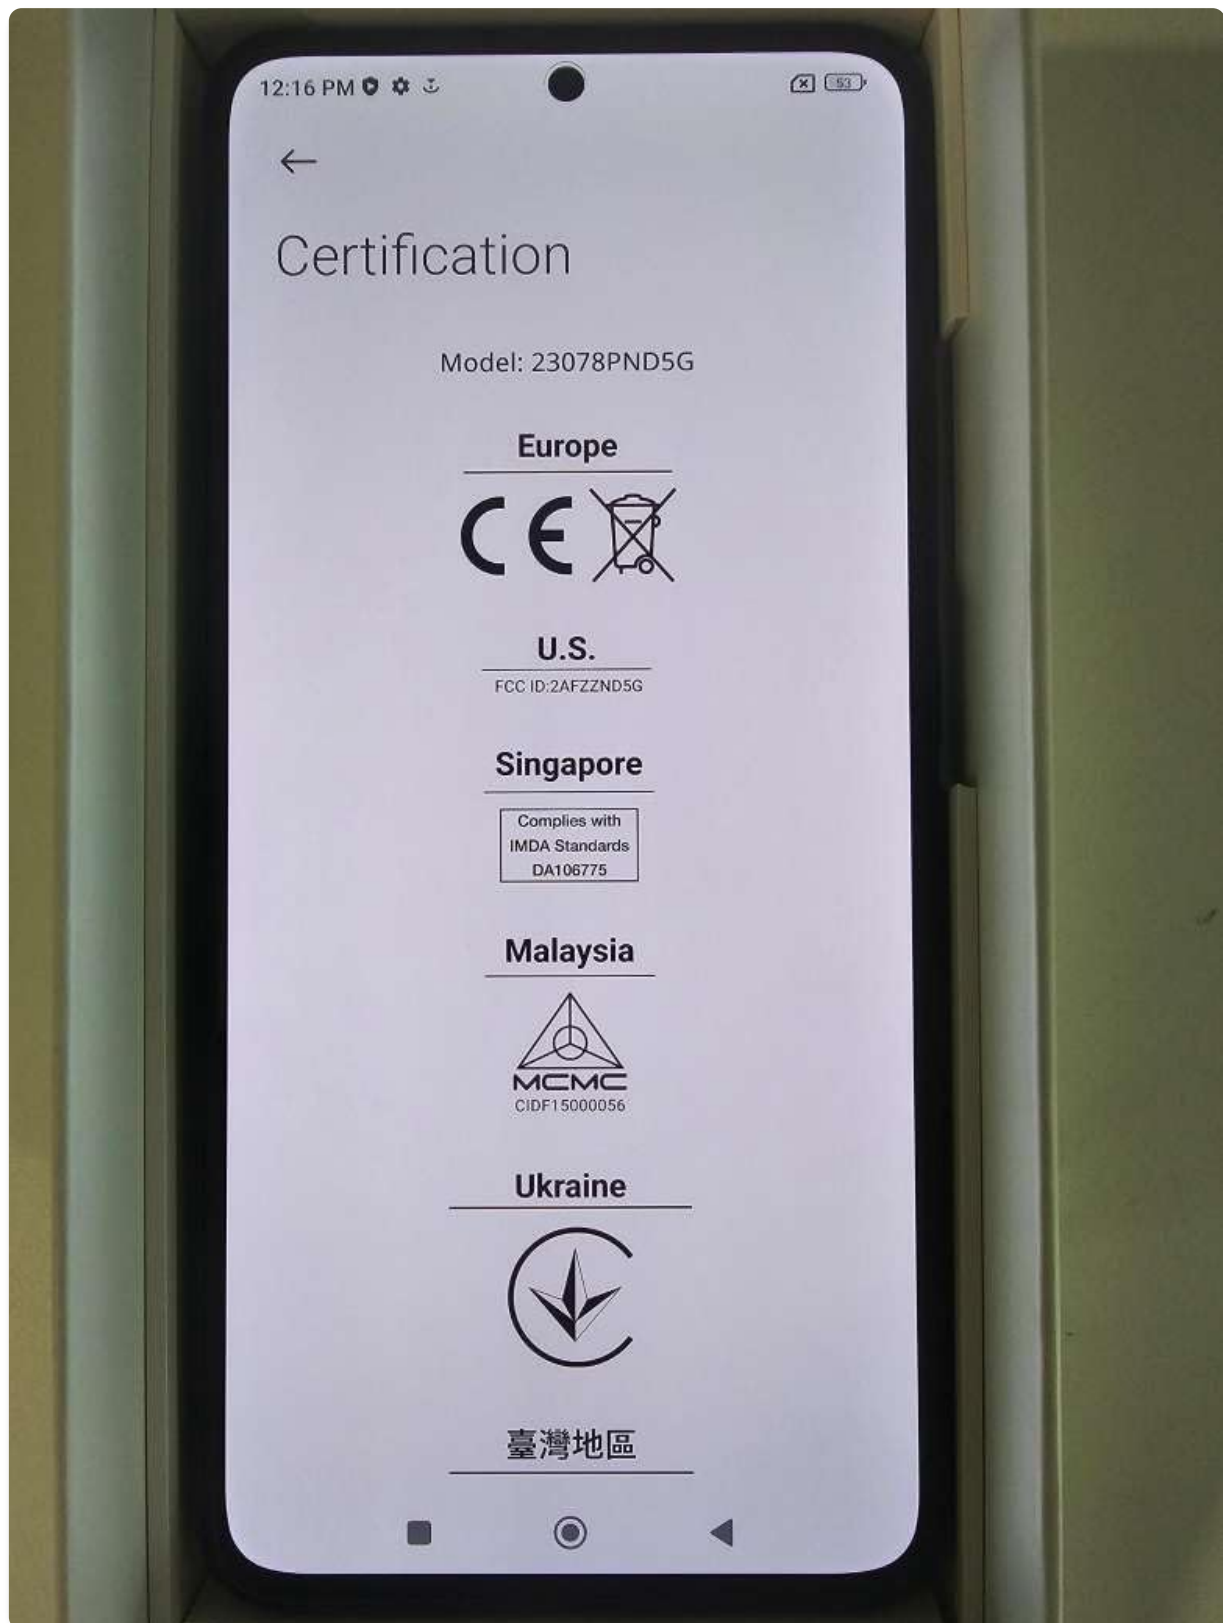 12:16 PM
53
Certification
Model: 23078PND5G
Europe
CE
U.S.
FCC ID:2AFZZND5G
Singapore
Complies with
IMDA Standards
DA106775
Malaysia
MCMC
CIDF15000056
Ukraine
臺灣地區